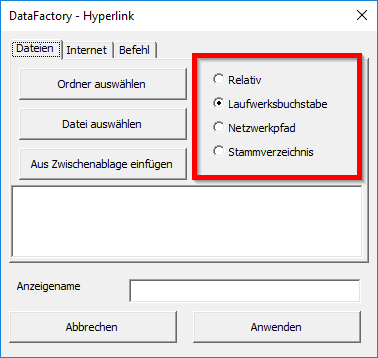 DataFactory - Hyperlink
Dateien Internet Befehl
Ordner auswählen
Datei auswählen
Aus Zwischenablage einfügen
Relativ
Laufwerksbuchstabe
Netzwerkpfad
Stammverzeichnis
Anzeigename
Abbrechen Anwenden